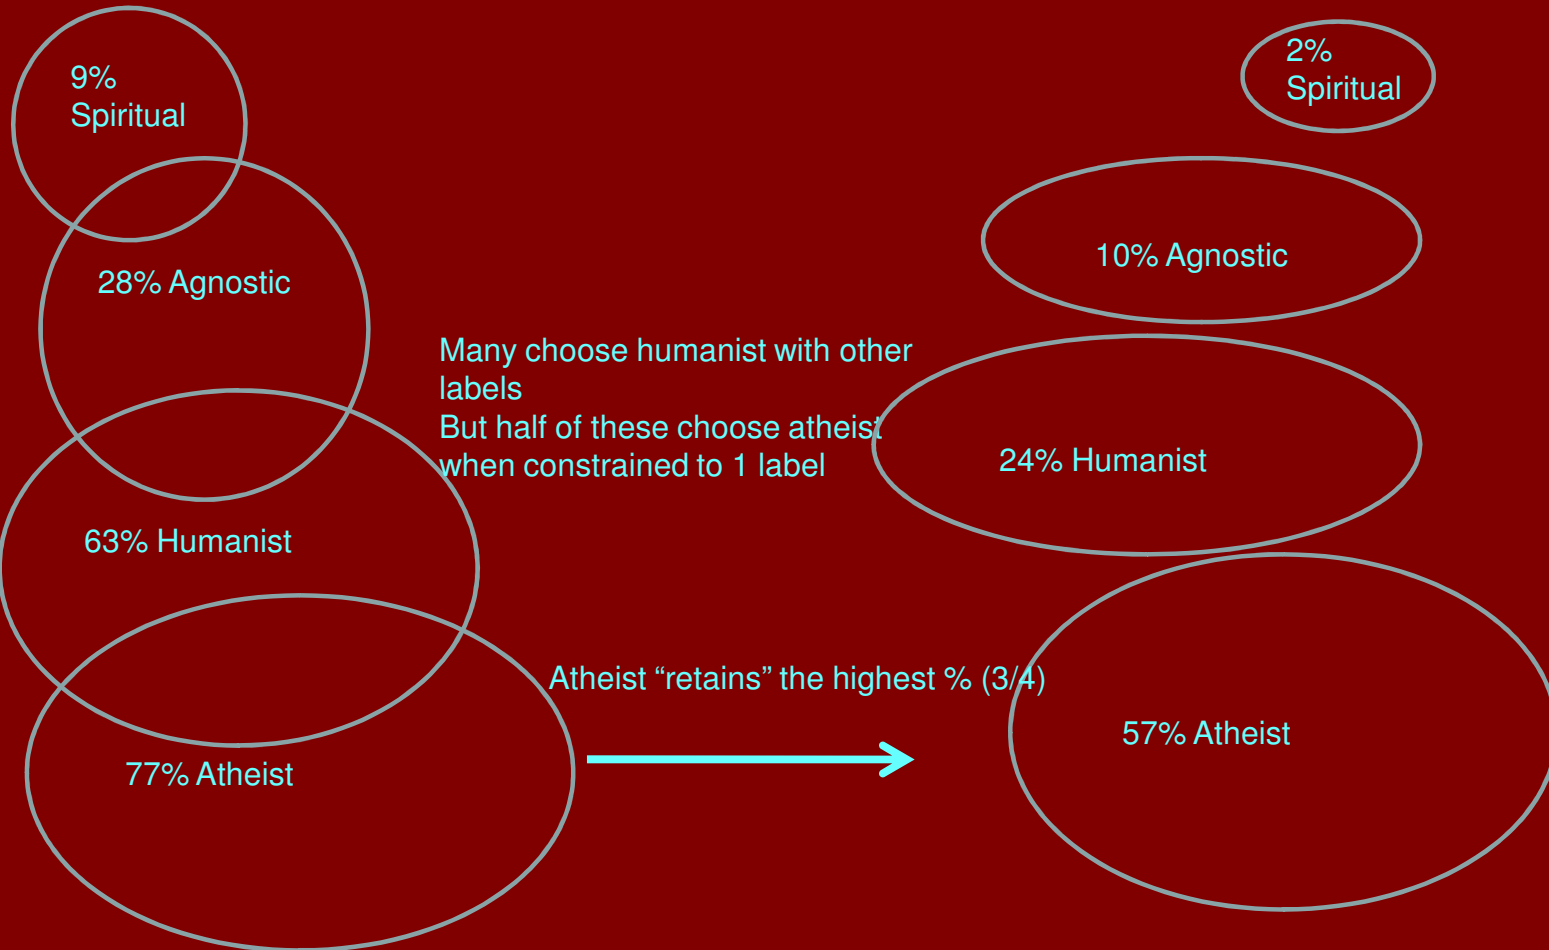 9%
Spiritual
28% Agnostic
63% Humanist
77% Atheist
Many choose humanist with other
labels
But half of these choose atheist
when constrained to 1 label
Atheist “retains” the highest % (3/4)
2%
Spiritual
10% Agnostic
24% Humanist
57% Atheist